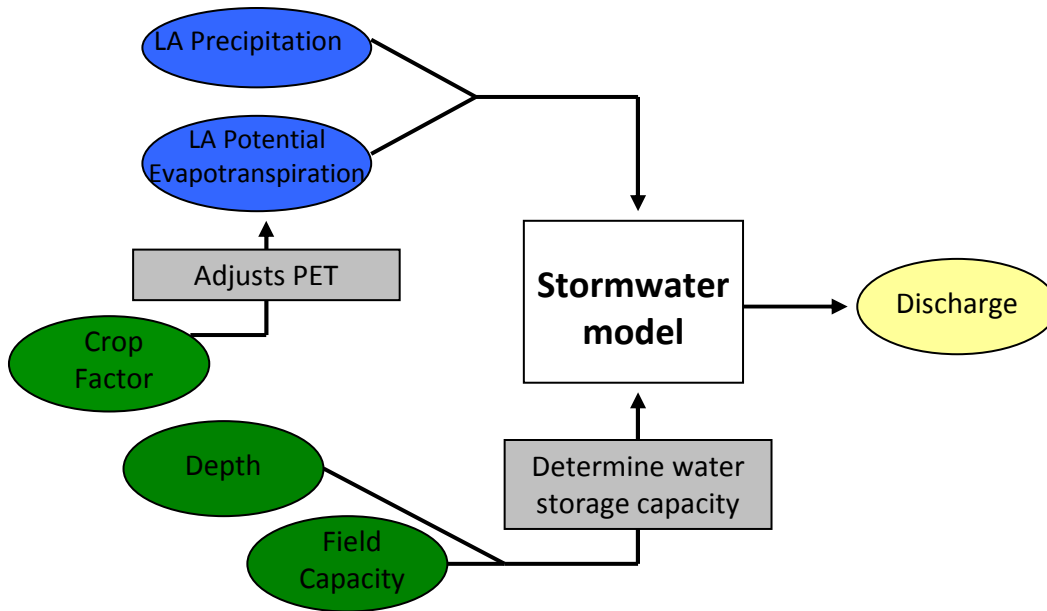 LA Precipitation
LA Potential
Evapotranspiration
Adjusts PET
Crop
Factor
Stormwater
model
Discharge
Depth
Field
Capacity
Determine water
storage capacity